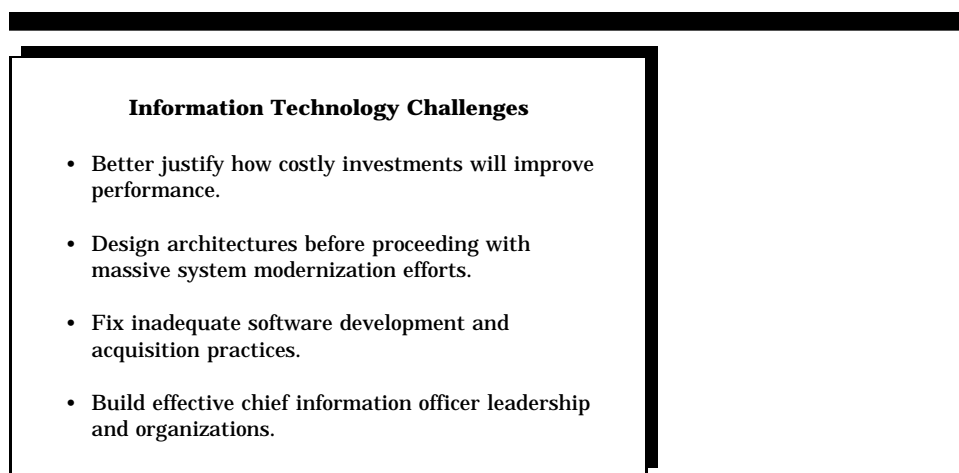 Information Technology Challenges
• Better justify how costly investments will improve
performance.
• Design architectures before proceeding with
massive system modernization efforts.
• Fix inadequate software development and
acquisition practices.
• Build effective chief information officer leadership
and organizations.